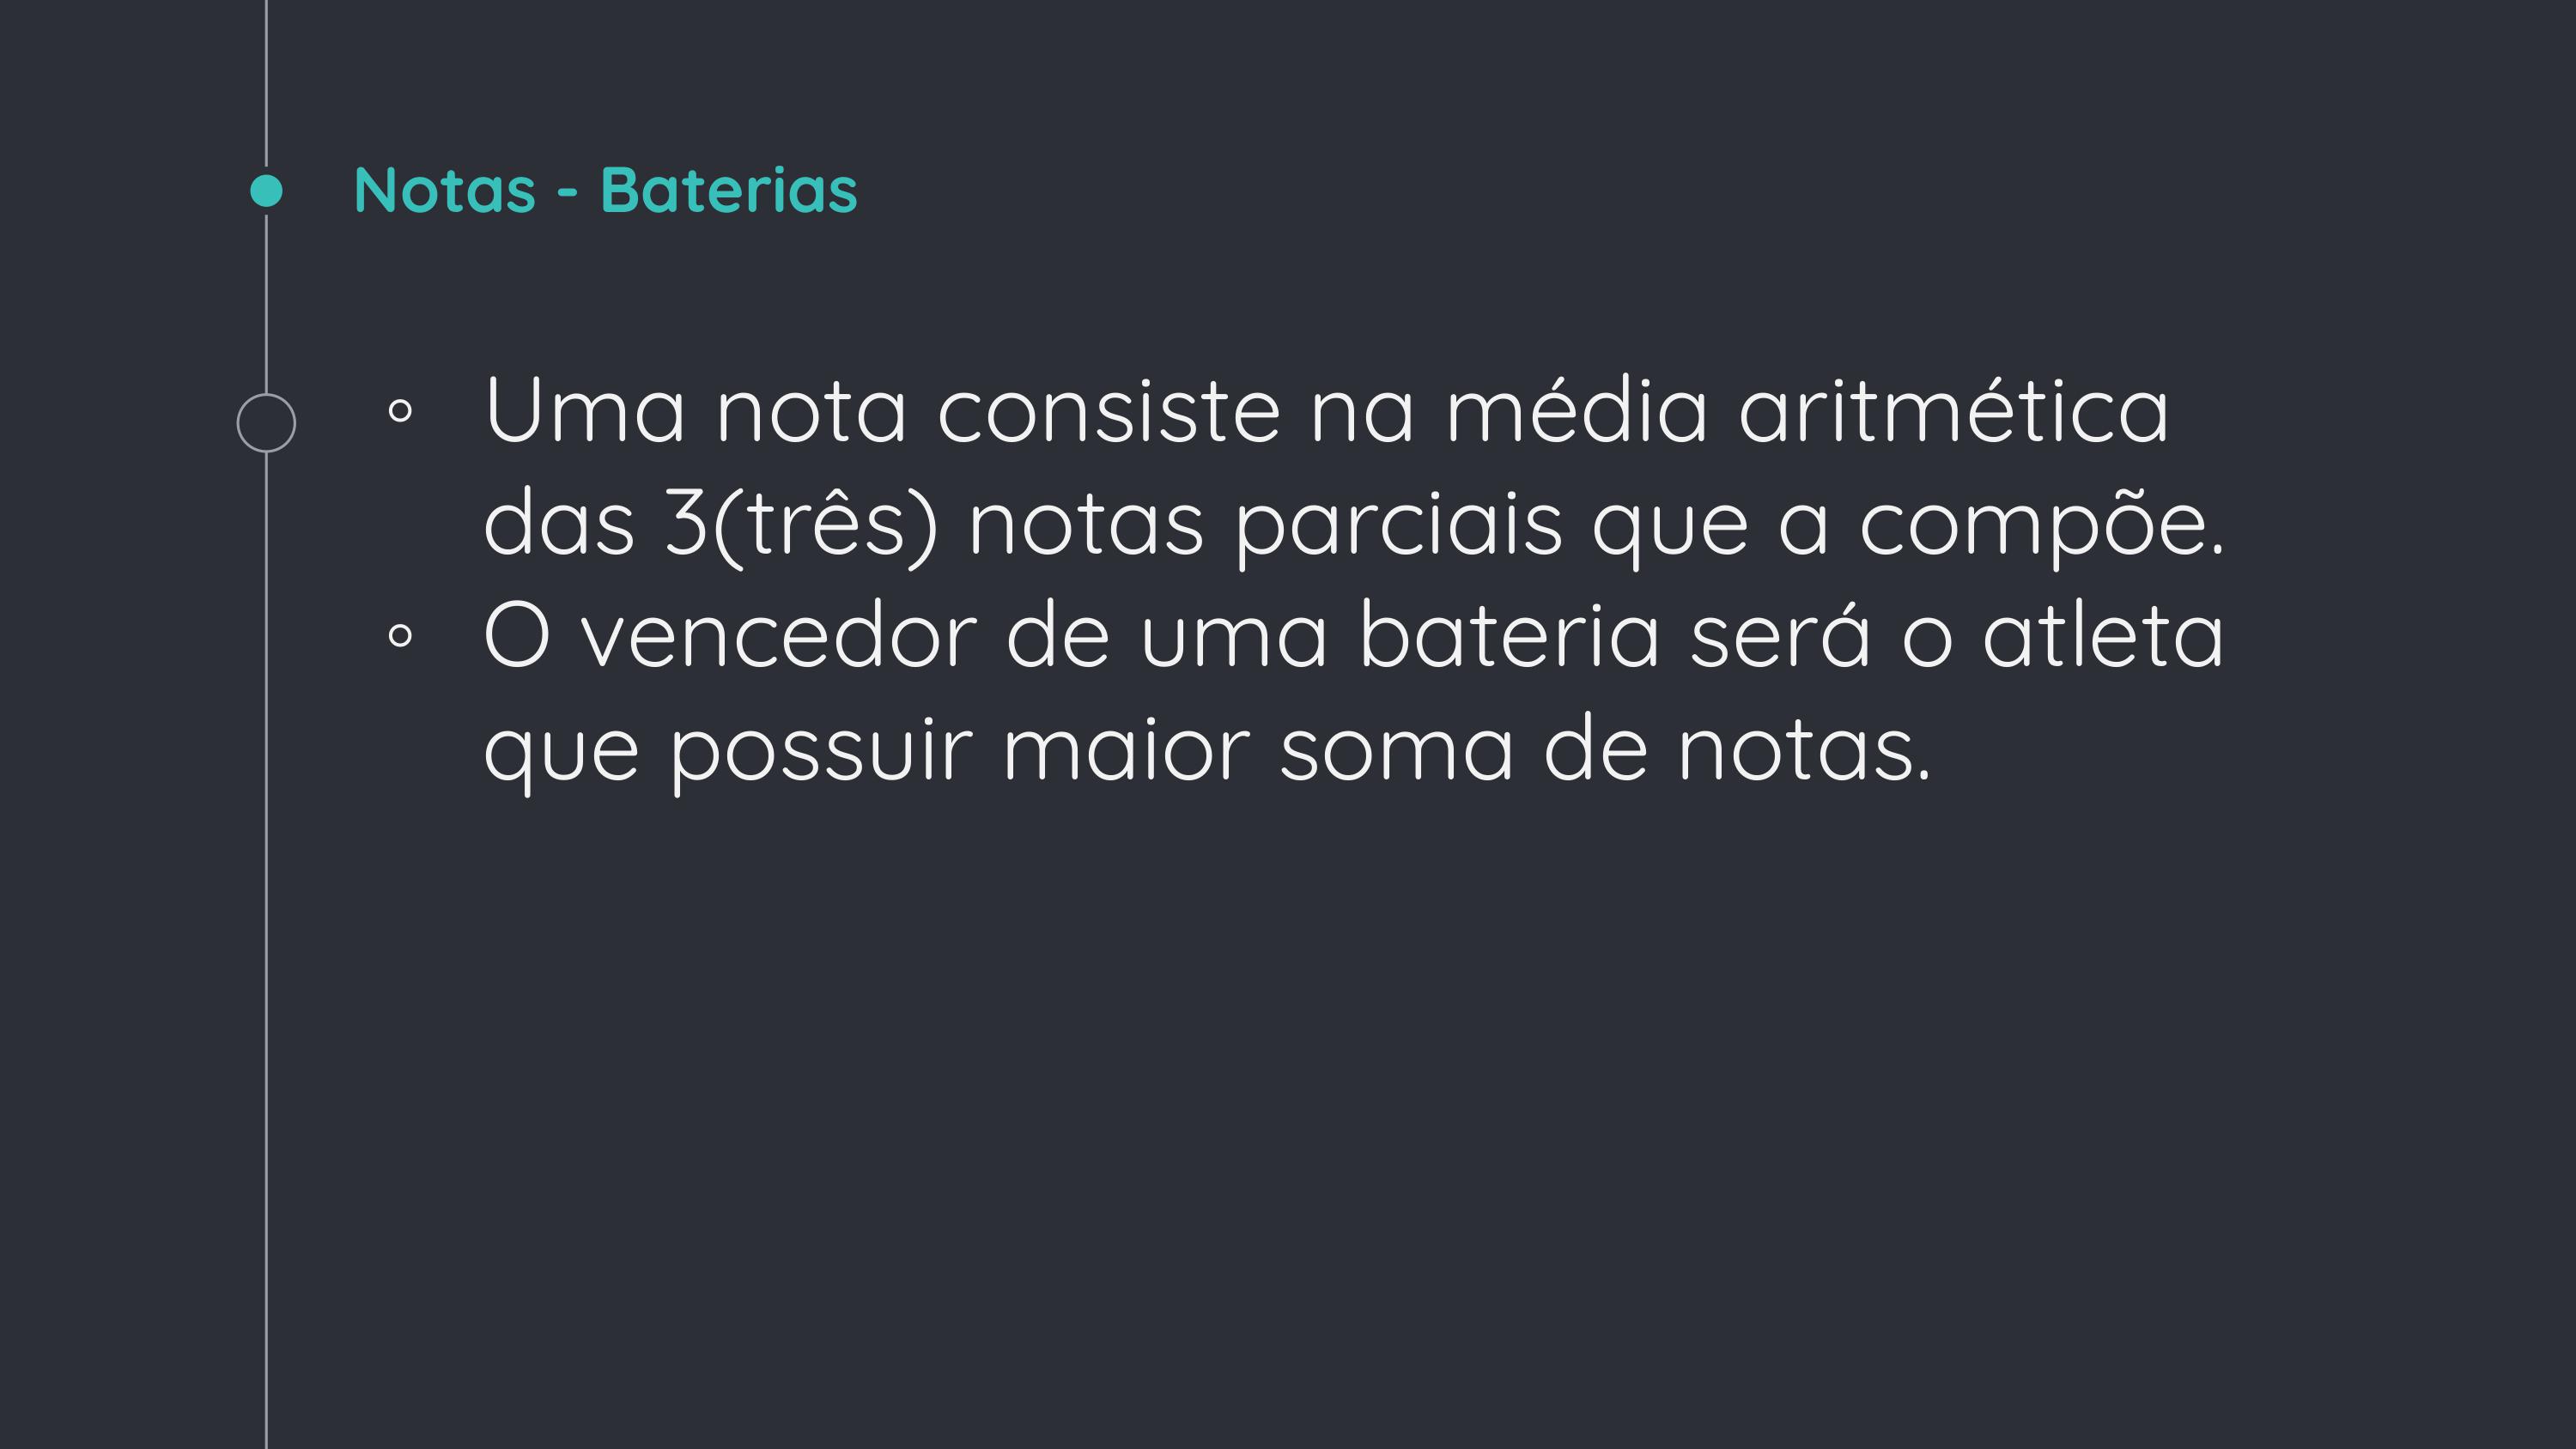 Notas - Baterias
◦ Uma nota consiste na média aritmética
das 3(três) notas parciais que a compõe.
◦ O vencedor de uma bateria será o atleta
que possuir maior soma de notas.